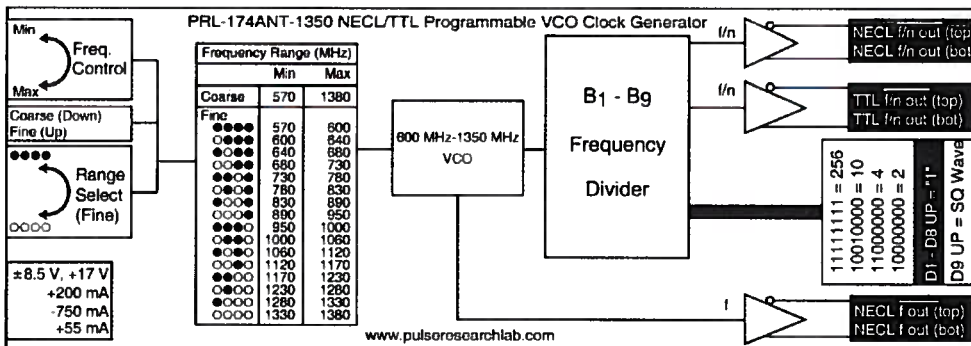 PRL-174ANT-1350 NECL/TTL Programmable VCO Clock Generator
Min
Freq.
Control
Max
Coarse (Down)
Fine (Up)
●●●●
Range
Select
(Fine)
○○○○
±8.5 V, +17 V
+200 mA
-750 mA
+55 mA
Frequency Range (MHz)
Min Max
Coarse 570 1380
Fine
●●●● 570 600
○●●● 600 640
●○●● 640 680
○○●● 680 730
●●○● 730 780
○●○● 780 830
●○○● 830 890
○○○● 890 950
●●●○ 950 1000
○●●○ 1000 1060
●○●○ 1060 1120
○○●○ 1120 1170
●●○○ 1170 1230
○●○○ 1230 1280
●○○○ 1280 1330
○○○○ 1330 1380
600 MHz-1350 MHz
VCO
B1 - B9
Frequency
Divider
f/n
NECL f/n out (top)
NECL f/n out (bot)
f/n
TTL f/n out (top)
TTL f/n out (bot)
11111111 = 256
10010000 = 10
11000000 = 4
10000000 = 2
D1 - D8 UP = "1"
D9 UP = SQ Wave
f
NECL f out (top)
NECL f out (bot)
www.pulseresearchlab.com